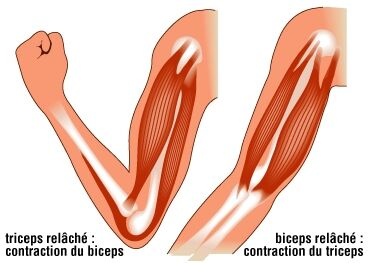 triceps relâché :
contraction du biceps
biceps relâché :
contraction du triceps